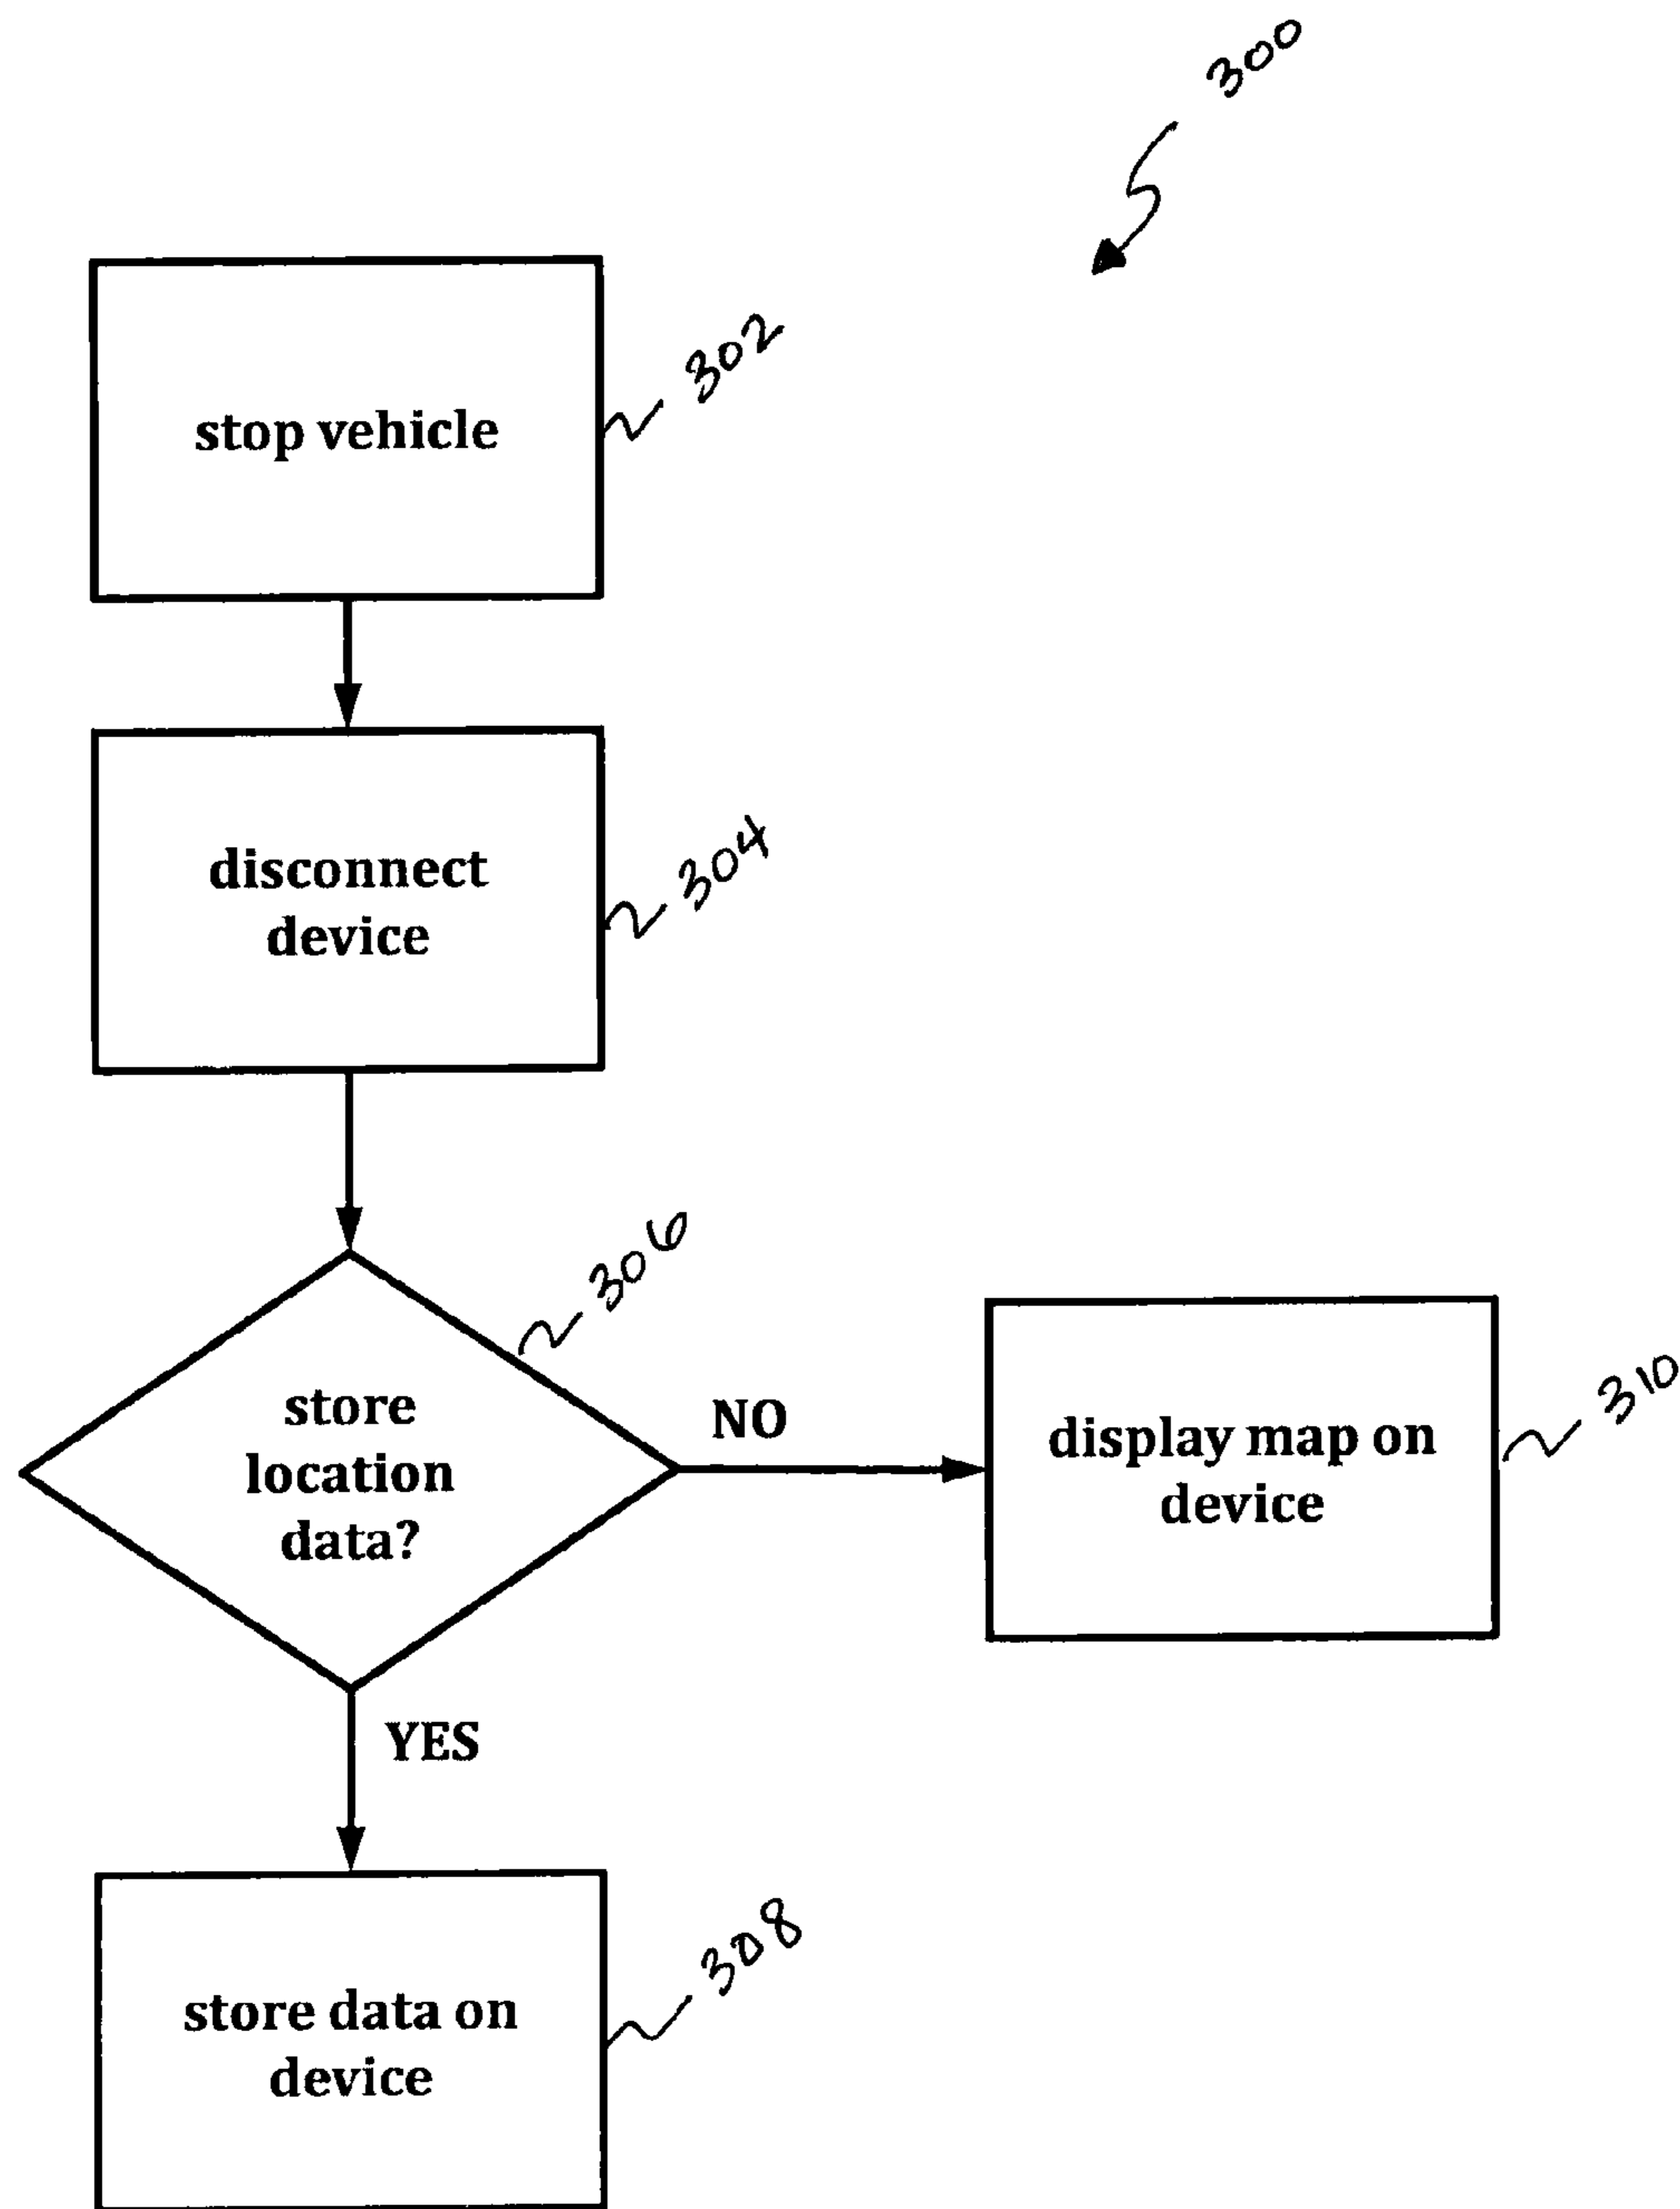 300
stop vehicle
302
disconnect
device
304
306
store
location
data?
NO
display map on
device
310
YES
store data on
device
308